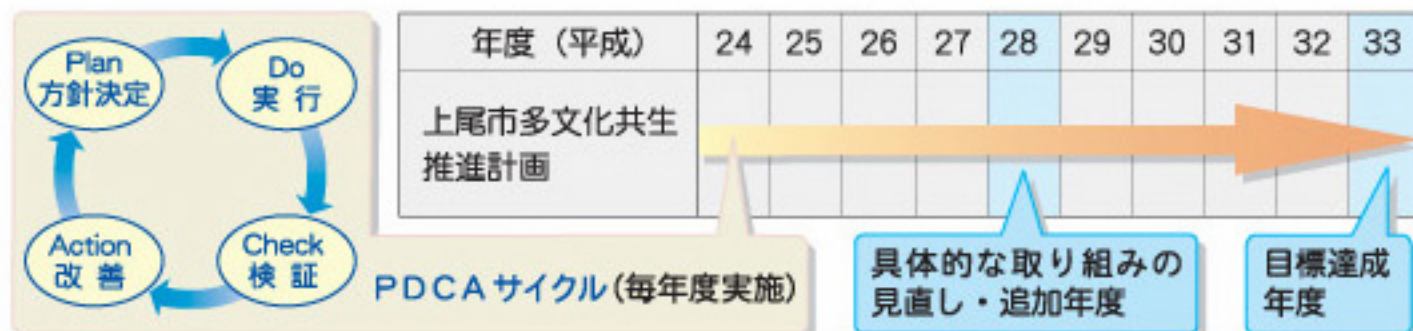 Plan
方針決定
Do
実行
Check
検証
Action
改善
PDCAサイクル(毎年度実施)
年度(平成) 24 25 26 27 28 29 30 31 32 33
上尾市多文化共生
推進計画
具体的な取り組みの
見直し・追加年度
目標達成
年度